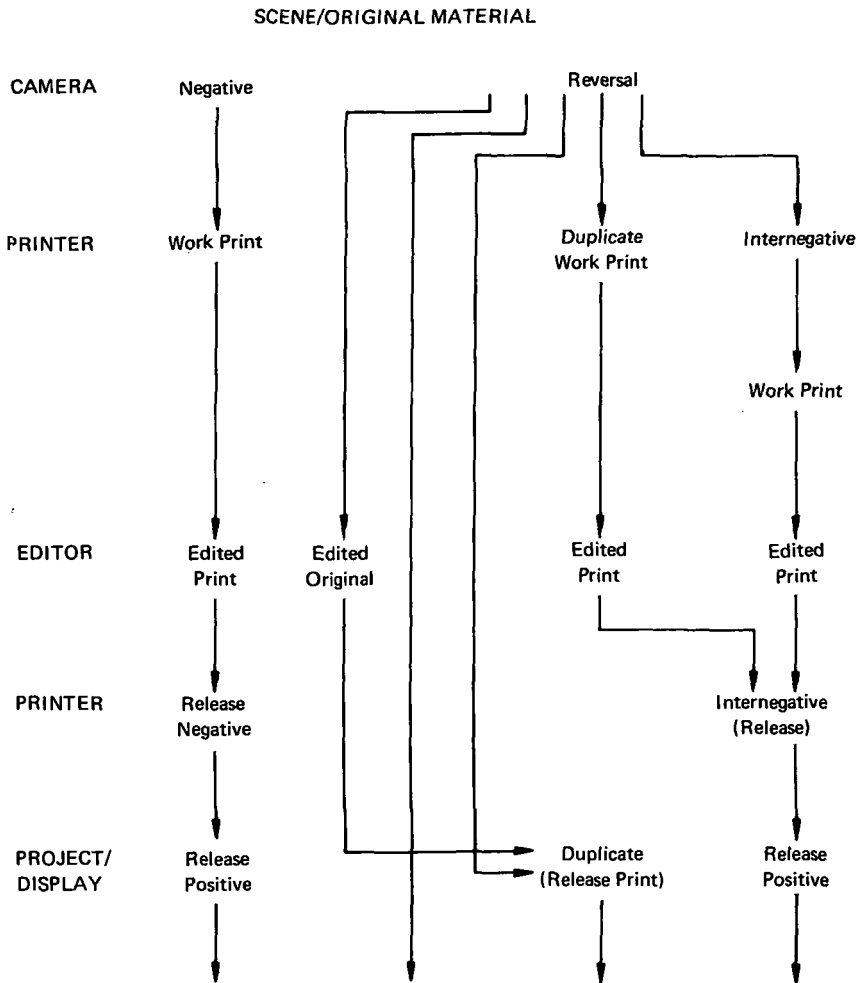 SCENE/ORIGINAL MATERIAL
CAMERA Negative Reversal
PRINTER Work Print Duplicate Internegative
Work Print
Work Print
EDITOR Edited Edited Edited Edited
Print Original Print Print
PRINTER Release Internegative
Negative (Release)
PROJECT/ Release Duplicate Release
DISPLAY Positive (Release Print) Positive